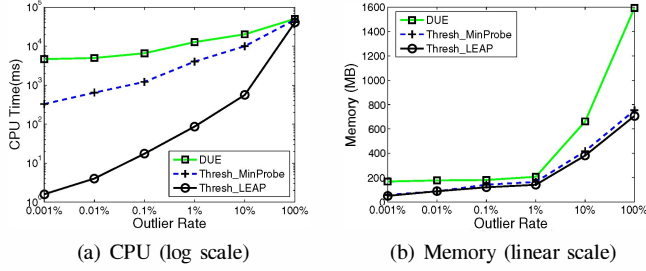 10^5
10^4
10^3
10^2
10^1
10^0
CPU Time(ms)
DUE
Thresh_MinProbe
Thresh_LEAP
0.001% 0.01% 0.1% 1% 10% 100%
Outlier Rate
(a) CPU (log scale)
1600
1400
1200
1000
800
600
400
200
0
Memory (MB)
DUE
Thresh_MinProbe
Thresh_LEAP
0.001% 0.01% 0.1% 1% 10% 100%
Outlier Rate
(b) Memory (linear scale)